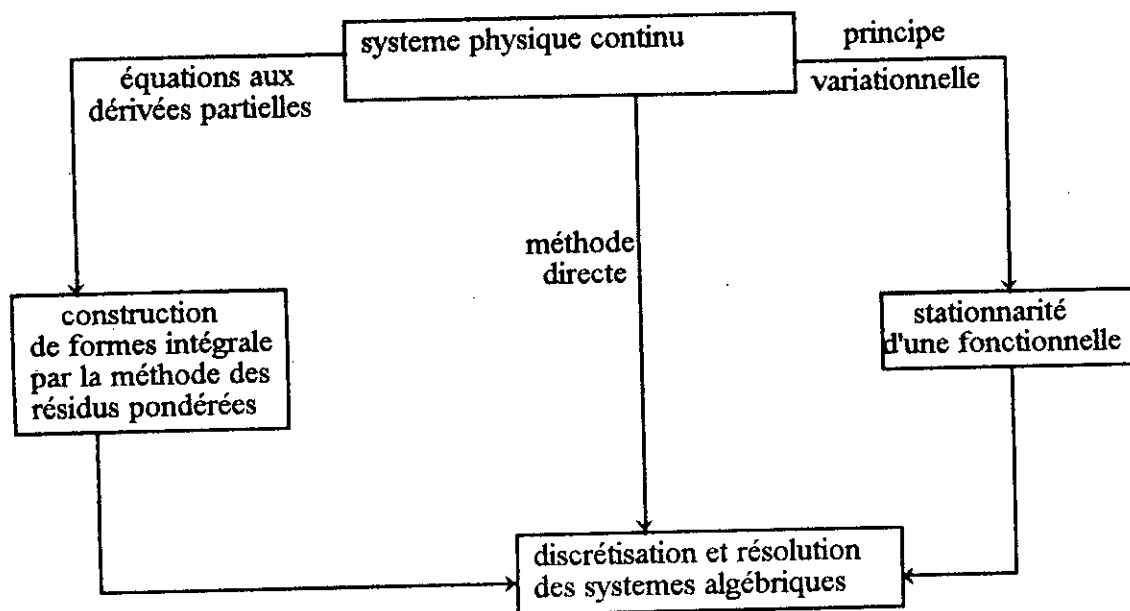 systeme physique continu
principe
variationnelle
équations aux
dérivées partielles
méthode
directe
construction
de formes intégrale
par la méthode des
résidus pondérées
stationnarité
d'une fonctionnelle
discrétisation et résolution
des systemes algébriques